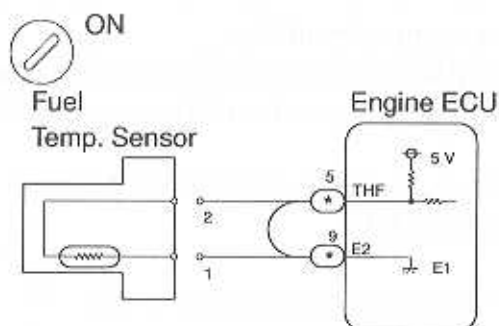 ON
Fuel
Temp. Sensor
Engine ECU
5 V
5
*
THF
2
9
*
E2
1
E1